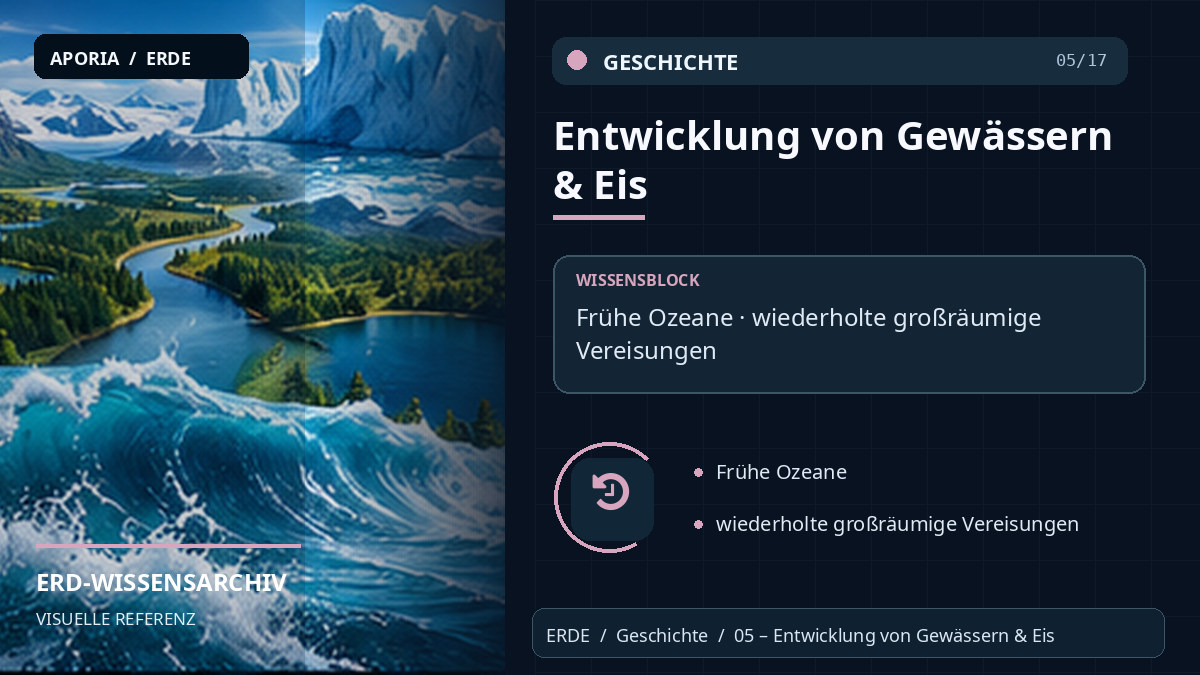 APORIA / ERDE
ERD-WISSENSARCHIV
VISUELLE REFERENZ
GESCHICHTE
05/17
Entwicklung von Gewässern
& Eis
WISSENSBLOCK
Frühe Ozeane · wiederholte großräumige
Vereisungen
Frühe Ozeane
wiederholte großräumige Vereisungen
ERDE / Geschichte / 05 – Entwicklung von Gewässern & Eis